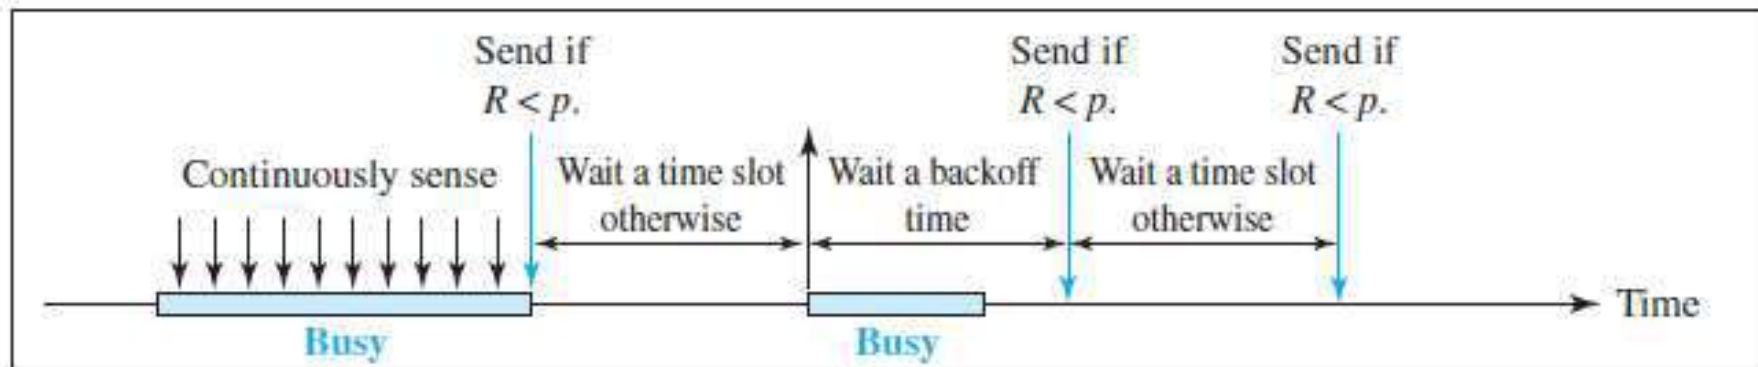 Send if
R < p.
Send if
R < p.
Send if
R < p.
Continuously sense
Wait a time slot
otherwise
Wait a backoff
time
Wait a time slot
otherwise
Time
Busy
Busy